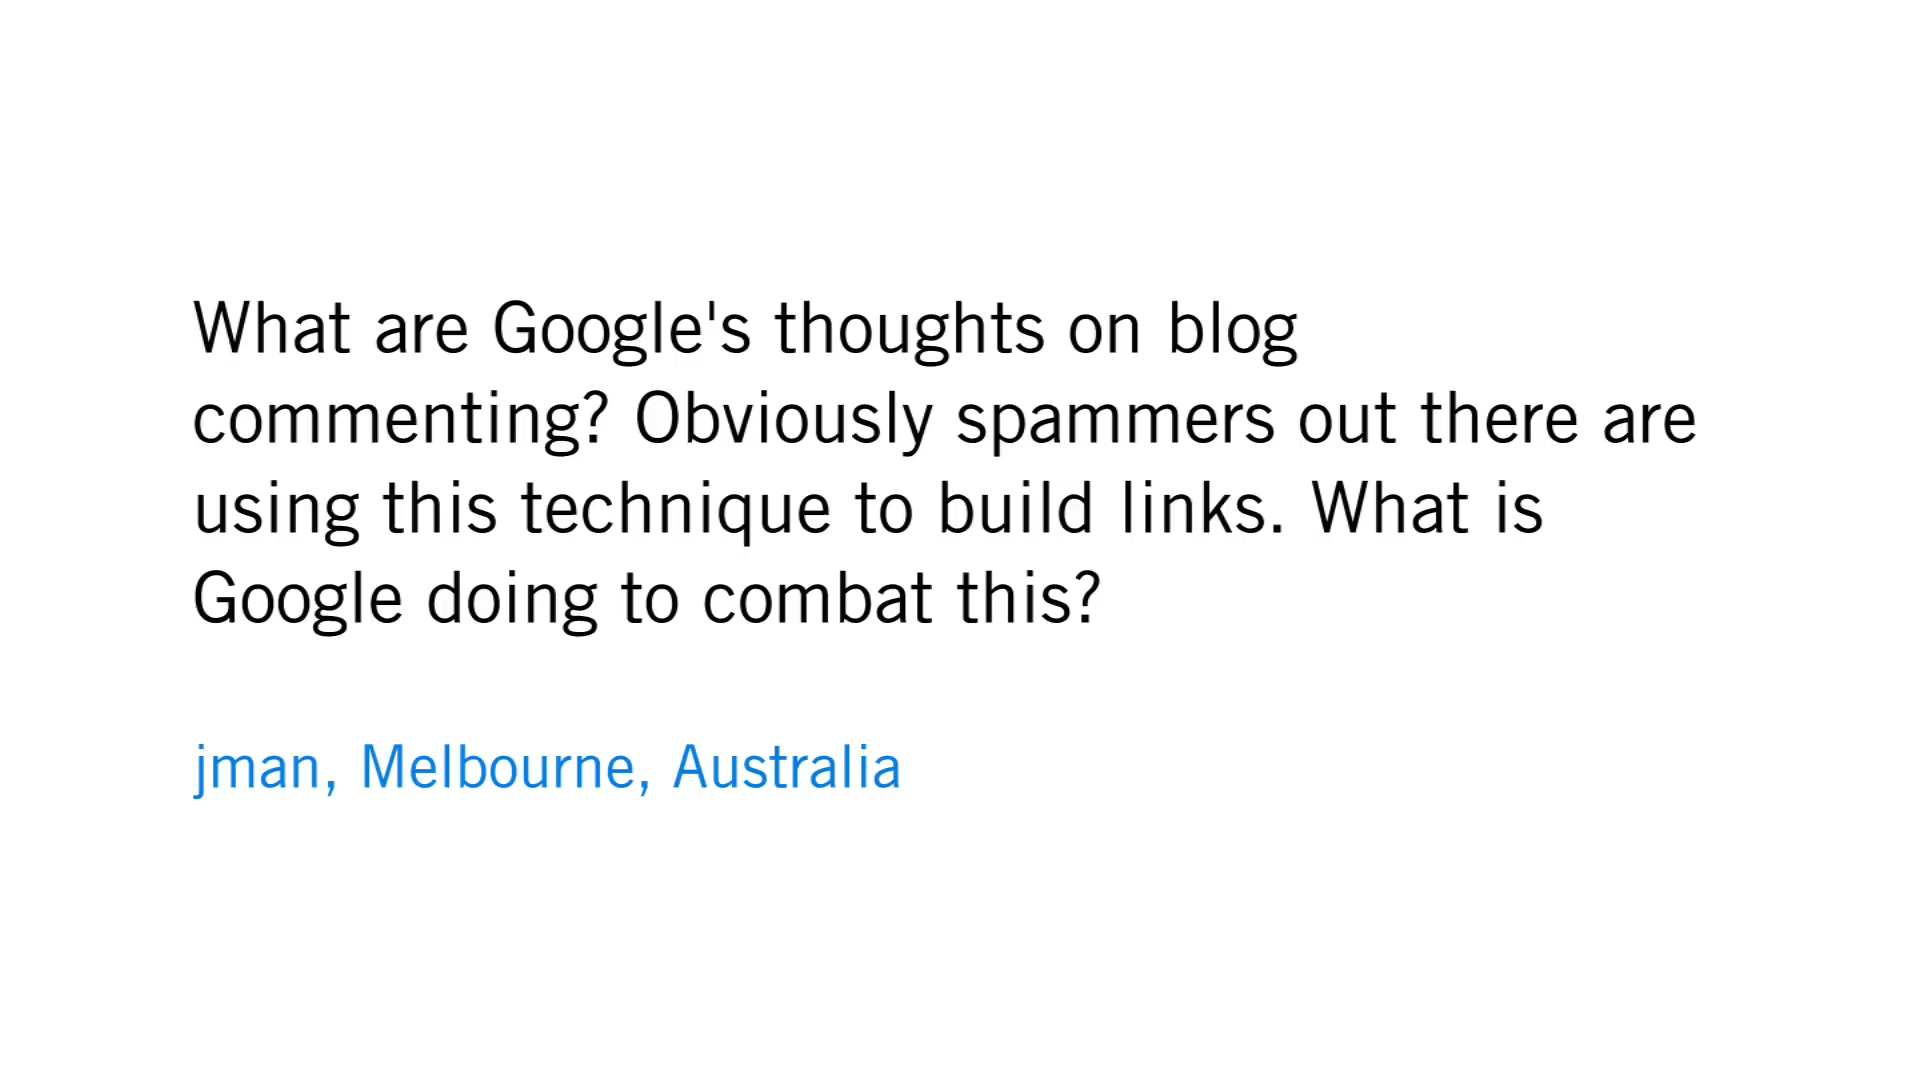 What are Google's thoughts on blog
commenting? Obviously spammers out there are
using this technique to build links. What is
Google doing to combat this?
jman, Melbourne, Australia